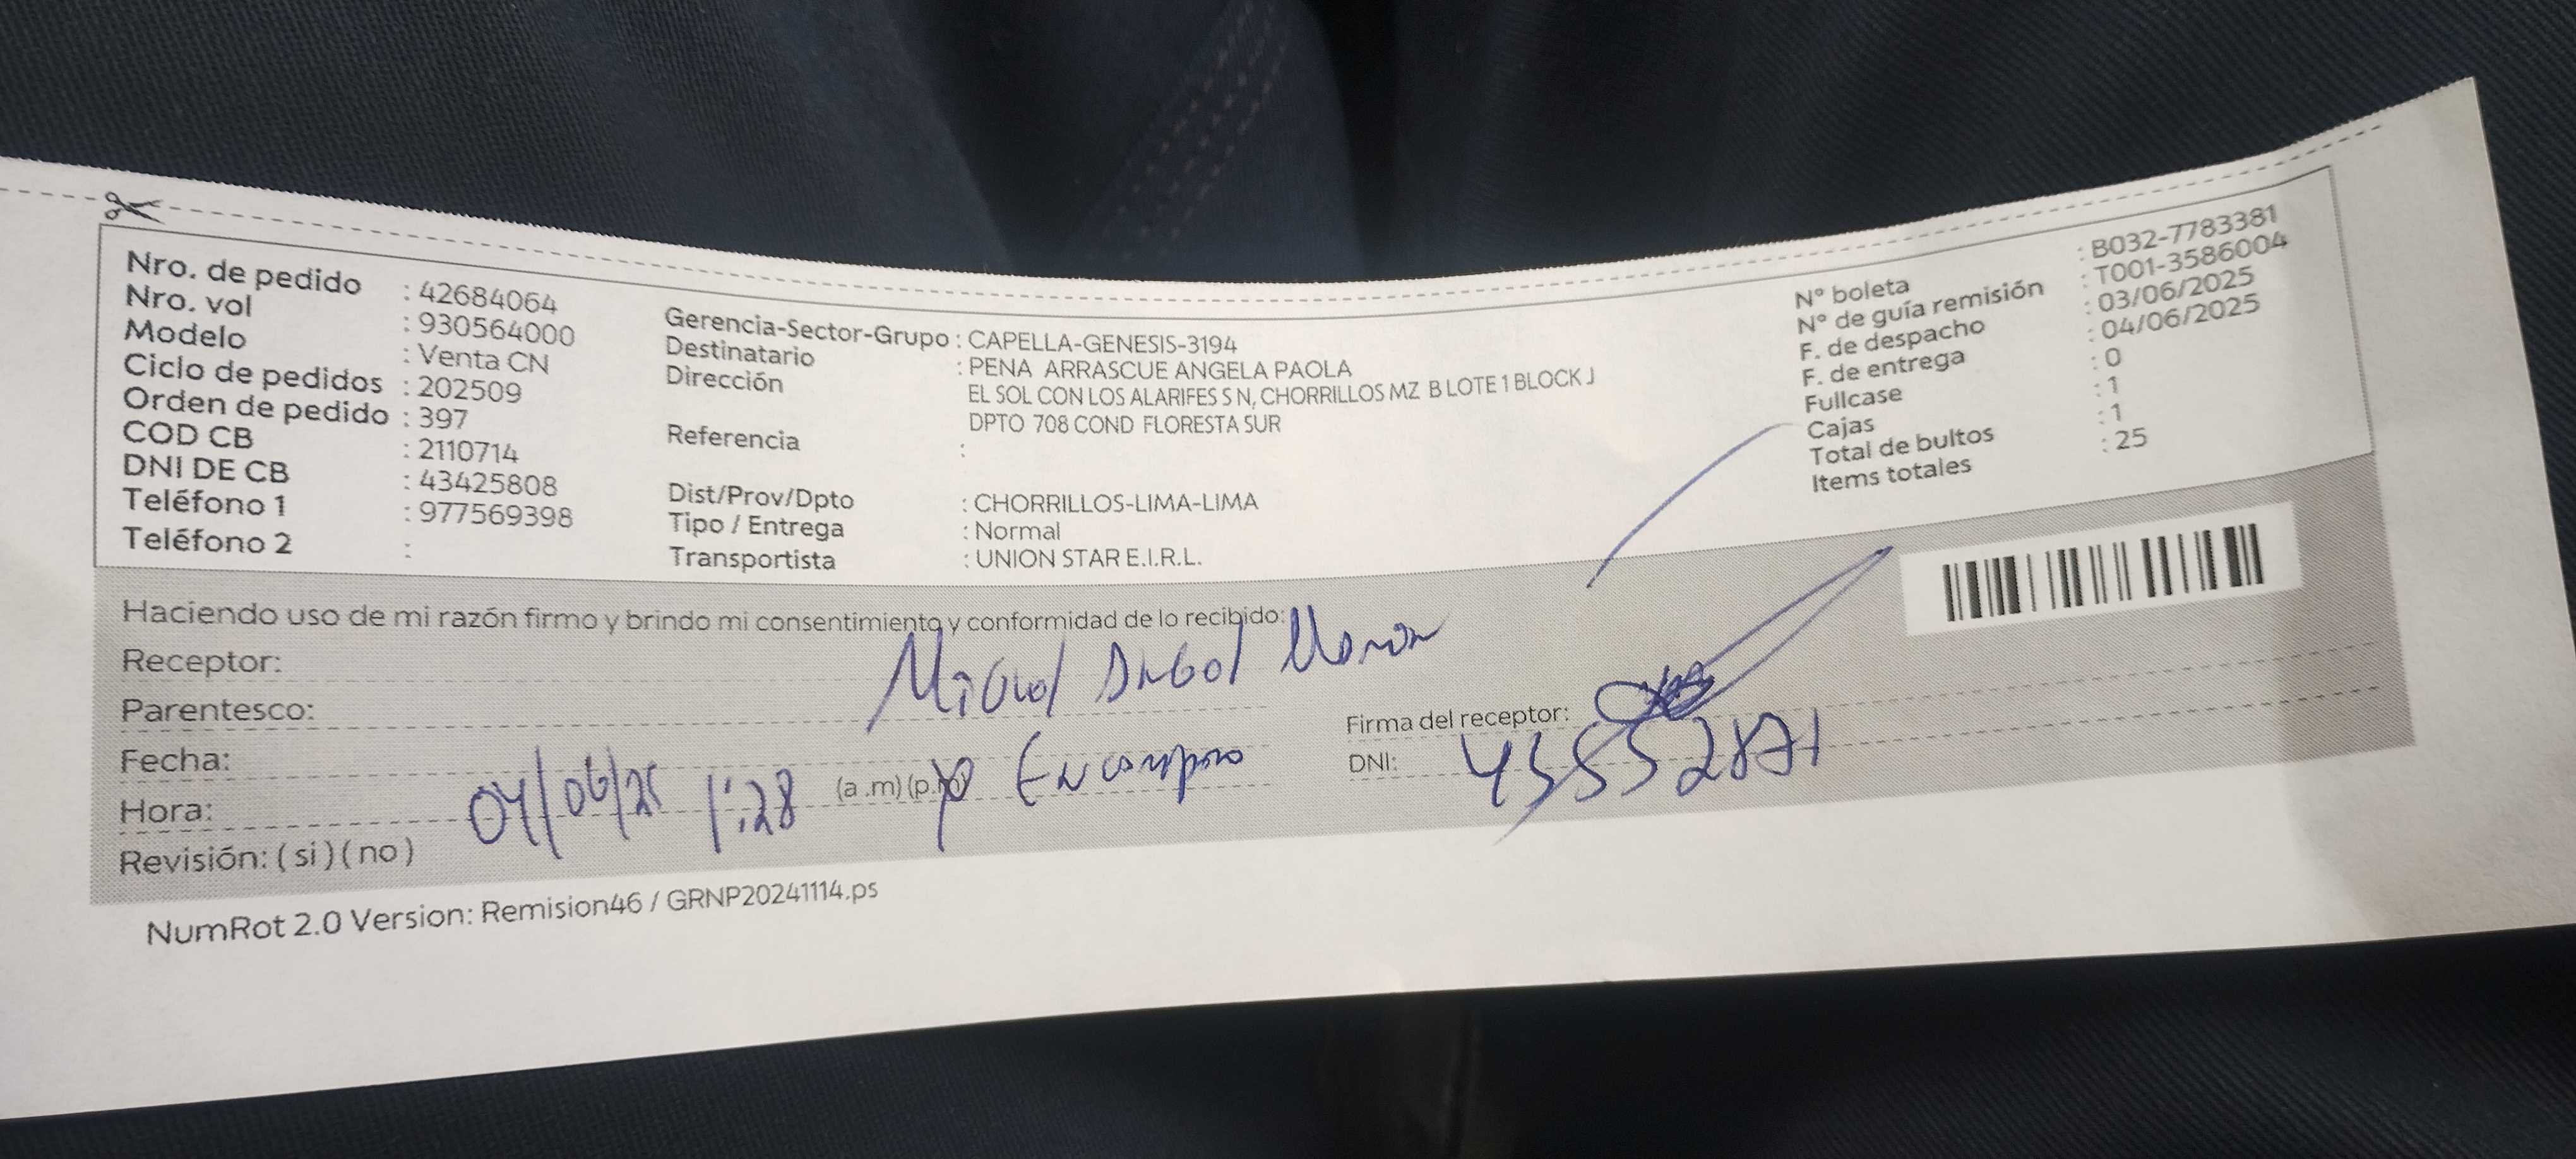 Nro. de pedido : 42684064
Nro. vol : 930564000
Modelo : Venta CN
Ciclo de pedidos : 202509
Orden de pedido : 397
COD CB : 2110714
DNI DE CB : 43425808
Teléfono 1 : 977569398
Teléfono 2 :
Gerencia-Sector-Grupo : CAPELLA-GENESIS-3194
Destinatario : PENA ARRASCUE ANGELA PAOLA
Dirección EL SOL CON LOS ALARIFES S N, CHORRILLOS MZ B LOTE 1 BLOCK J
DPTO 708 COND FLORESTA SUR
Referencia :
Dist/Prov/Dpto : CHORRILLOS-LIMA-LIMA
Tipo / Entrega : Normal
Transportista : UNION STAR E.I.R.L.
N° boleta : B032-7783381
N° de guía remisión : T001-3586004
F. de despacho : 03/06/2025
F. de entrega : 04/06/2025
Fullcase : 0
Cajas : 1
Total de bultos : 1
Items totales : 25
Haciendo uso de mi razón firmo y brindo mi consentimiento y conformidad de lo recibido:
Receptor: Miguel Angel
Parentesco:
Fecha: 04/06/25
Hora: 1:28 (a .m) (p.
Revisión: ( si ) ( no )
Firma del receptor:
DNI:
NumRot 2.0 Version: Remision46 / GRNP20241114.ps